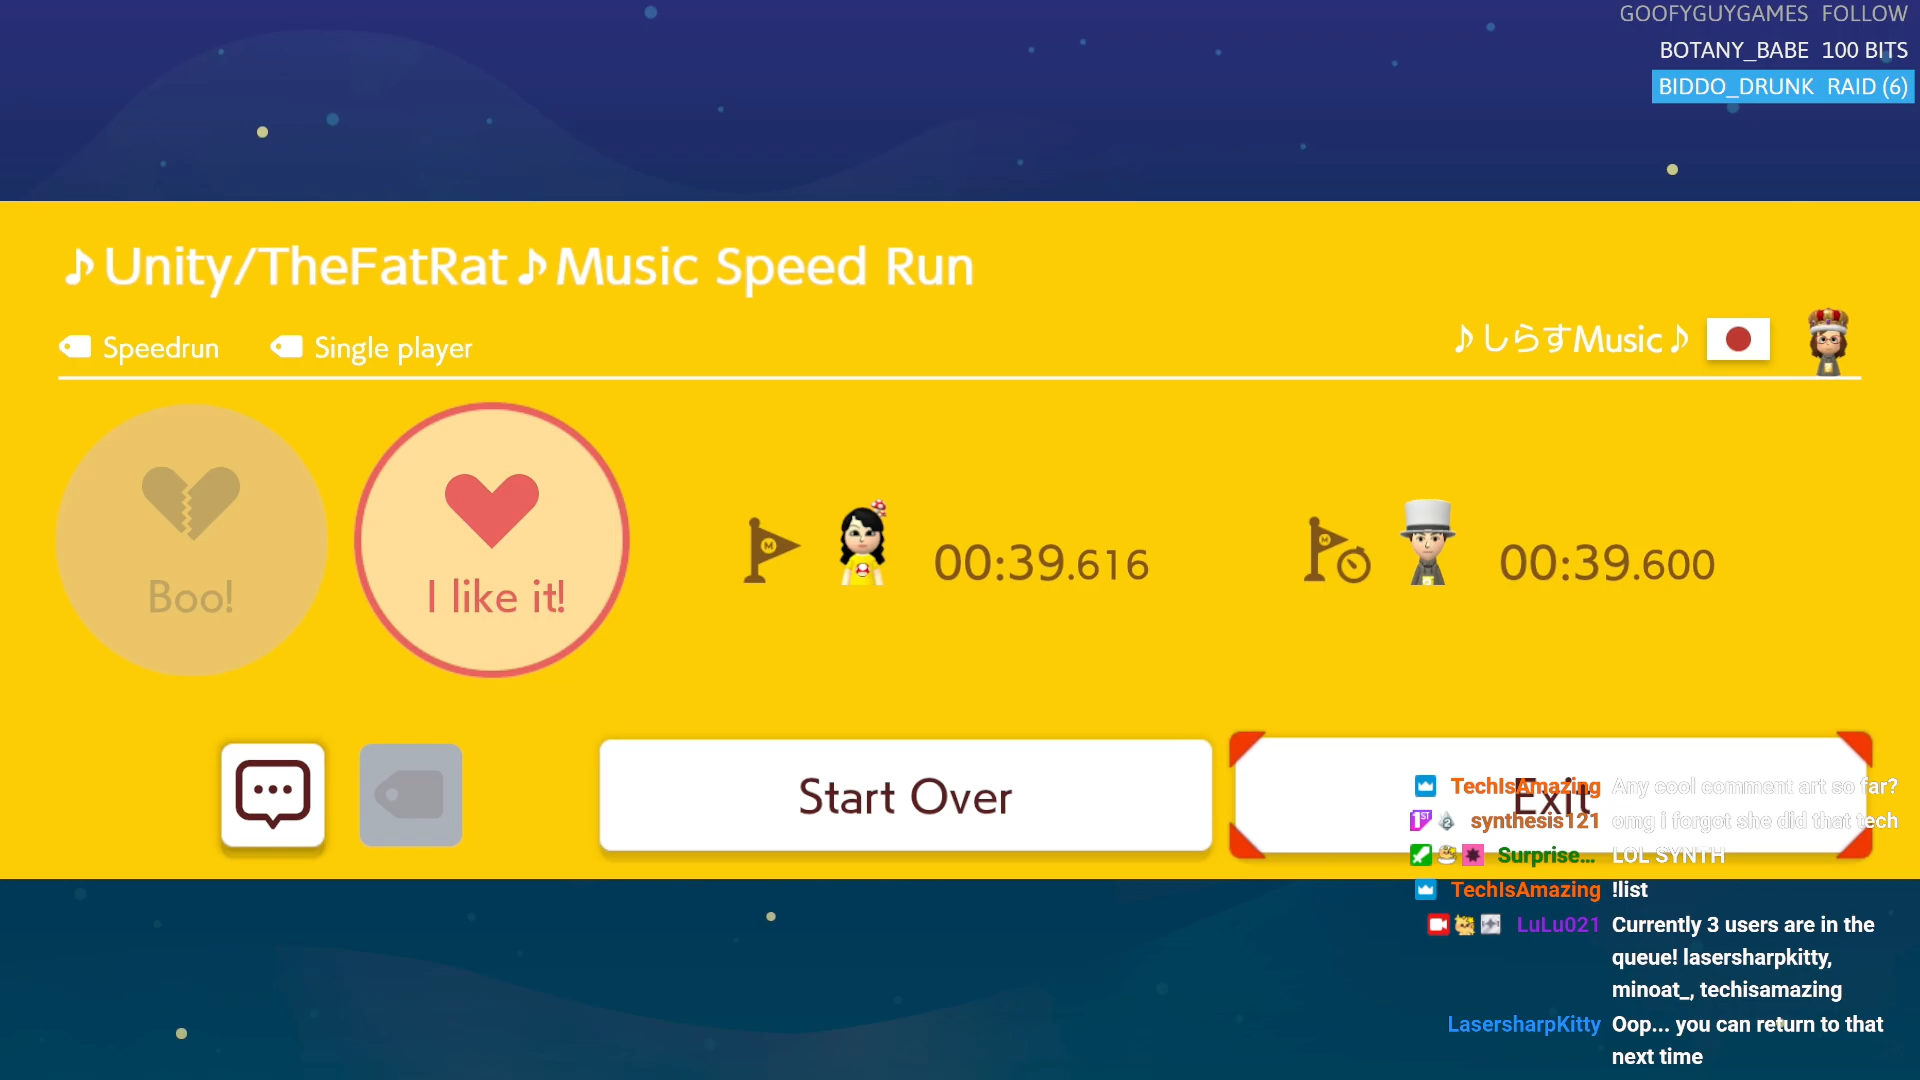 GOOFYGUYGAMES FOLLOW
BOTANY_BABE 100 BITS
BIDDO_DRUNK RAID (6)
♪Unity/TheFatRat♪Music Speed Run
Speedrun Single player
♪しらすMusic♪
Boo!
I like it!
M
00:39.616
M
00:39.600
Start Over
Exit
TechIsAmazing Any cool comment art so far?
1ST 2 synthesis121 omg i forgot she did that tech
Surprise... LOL SYNTH
TechIsAmazing !list
LuLu021 Currently 3 users are in the
queue! lasersharpkitty,
minoat_, techisamazing
LasersharpKitty Oop... you can return to that
next time